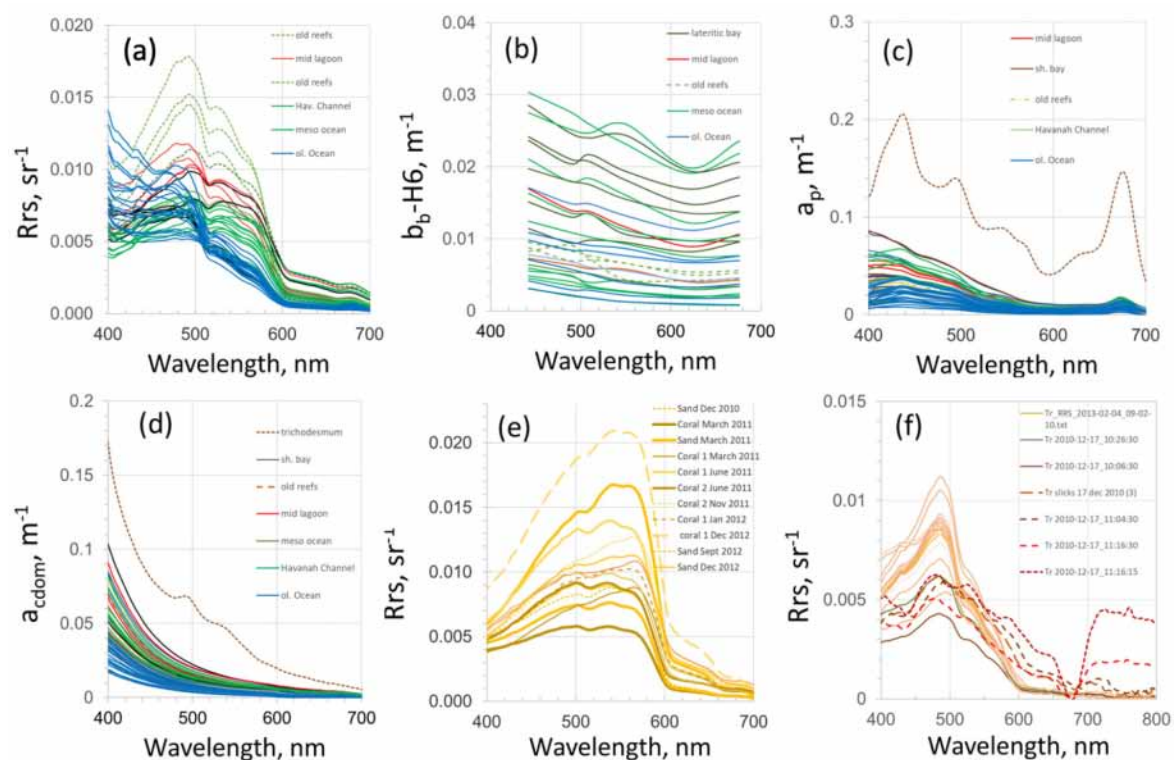 (a)
Rrs, sr-1
0.020
0.015
0.010
0.005
0.000
400
500
600
700
Wavelength, nm
old reefs
mid lagoon
old reefs
Hav. Channel
meso ocean
ol. Ocean
(b)
bb-H6, m-1
0.04
0.03
0.02
0.01
0
400
500
600
700
Wavelength, nm
lateritic bay
mid lagoon
old reefs
meso ocean
ol. Ocean
(c)
ap, m-1
0.3
0.2
0.1
0
400
500
600
700
Wavelength, nm
mid lagoon
sh. bay
old reefs
Havanah Channel
ol. Ocean
(d)
acdom, m-1
0.2
0.15
0.1
0.05
0
400
500
600
700
Wavelength, nm
trichodesmum
sh. bay
old reefs
mid lagoon
meso ocean
Havanah Channel
ol. Ocean
(e)
Rrs, sr-1
0.020
0.015
0.010
0.005
0.000
400
500
600
700
Wavelength, nm
Sand Dec 2010
Coral March 2011
Sand March 2011
Coral 1 March 2011
Coral 1 June 2011
Coral 2 June 2011
Coral 2 Nov 2011
Coral 1 Jan 2012
coral 1 Dec 2012
Sand Sept 2012
Sand Dec 2012
(f)
Rrs, sr-1
0.015
0.01
0.005
0
400
500
600
700
800
Wavelength, nm
Tr_RRS_2013-02-04_09-02-
10.txt
Tr 2010-12-17_10:26:30
Tr 2010-12-17_10:06:30
Tr slicks 17 dec 2010 (3)
Tr 2010-12-17_11:04:30
Tr 2010-12-17_11:16:30
Tr 2010-12-17_11:16:15